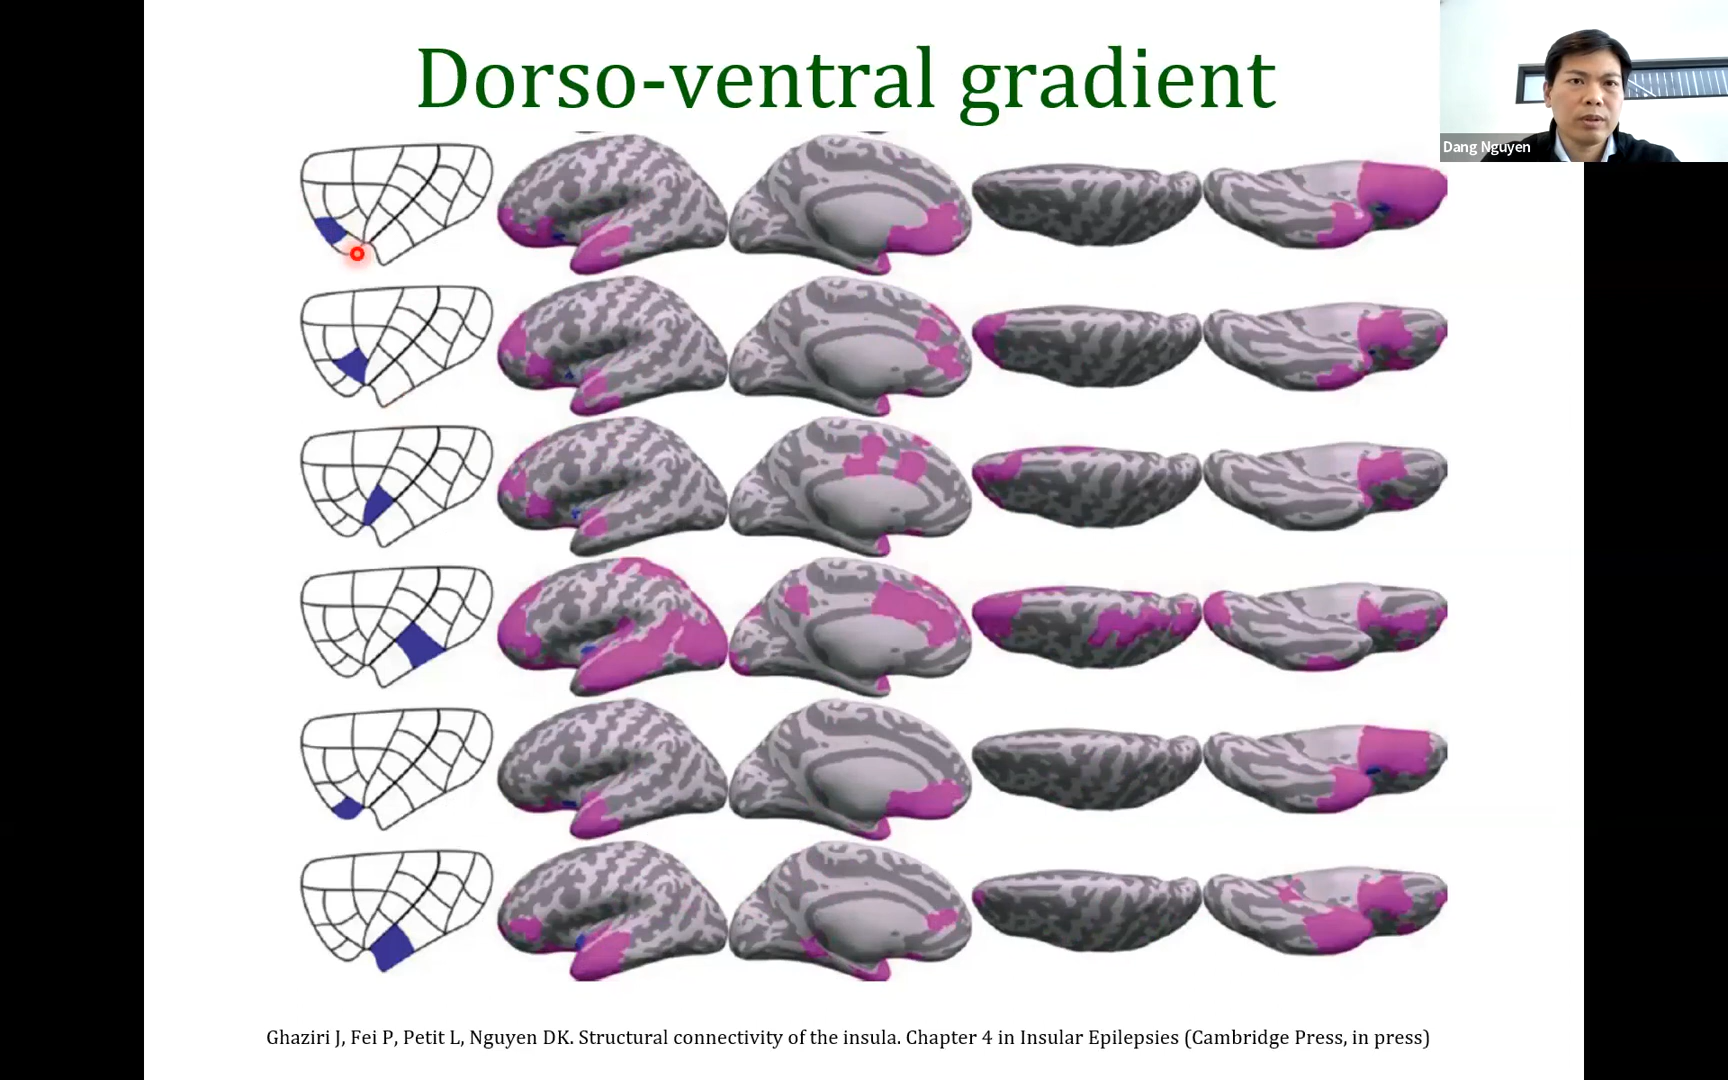 Dorso-ventral gradient
Dang Nguyen
Ghaziri J, Fei P, Petit L, Nguyen DK. Structural connectivity of the insula. Chapter 4 in Insular Epilepsies (Cambridge Press, in press)